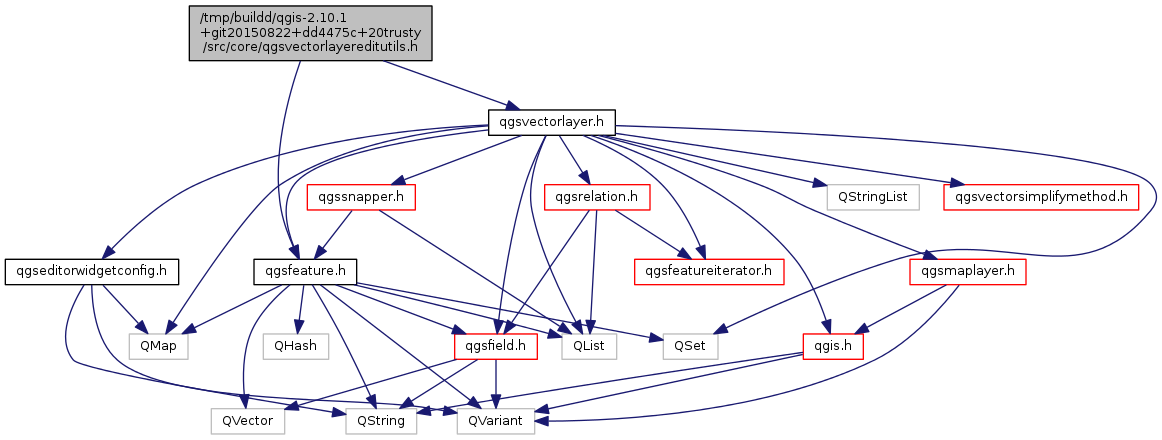 /tmp/buildd/qgis-2.10.1
+git20150822+dd4475c+20trusty
/src/core/qgsvectorlayereditutils.h
qgsvectorlayer.h
qgssnapper.h
qgsrelation.h
QStringList
qgsvectorsimplifymethod.h
qgseditorwidgetconfig.h
qgsfeature.h
qgsfeatureiterator.h
qgsmaplayer.h
QMap
QHash
qgsfield.h
QList
QSet
qgis.h
QVector
QString
QVariant